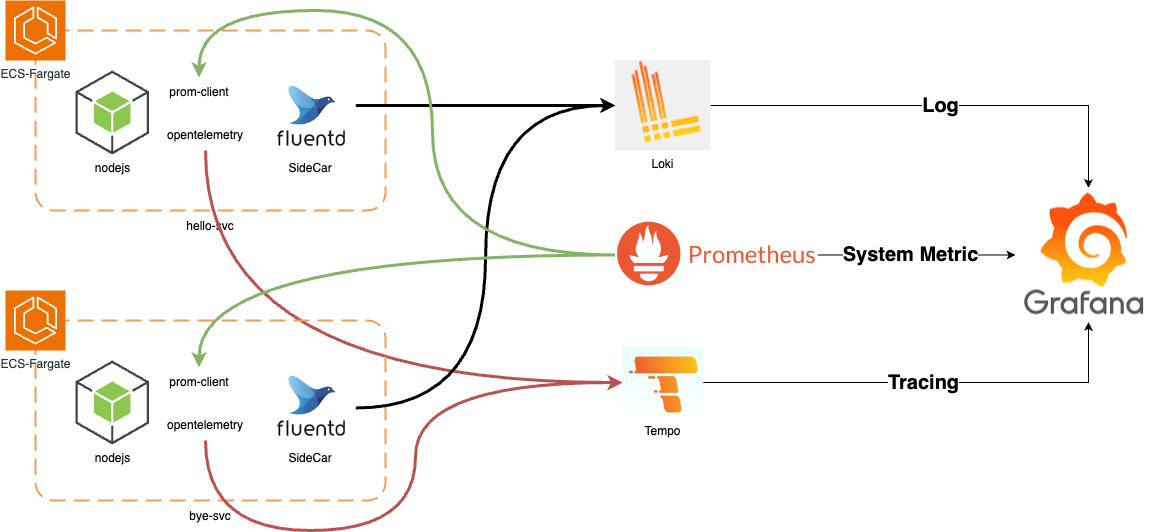 ECS-Fargate
prom-client
opentelemetry
nodejs
fluentd
SideCar
hello-svc
Loki
Log
Prometheus
System Metric
Grafana
ECS-Fargate
prom-client
opentelemetry
nodejs
fluentd
SideCar
bye-svc
Tempo
Tracing